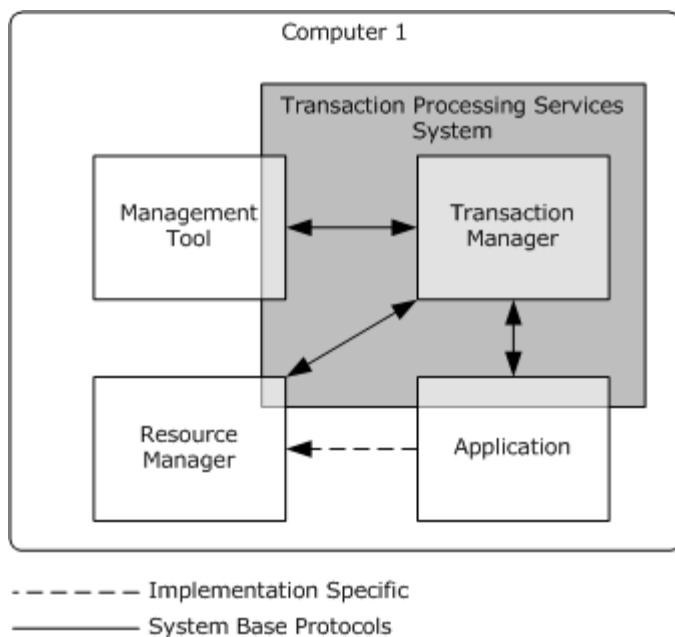 Computer 1
Transaction Processing Services
System
Management
Tool
Transaction
Manager
Resource
Manager
Application
Implementation Specific
System Base Protocols